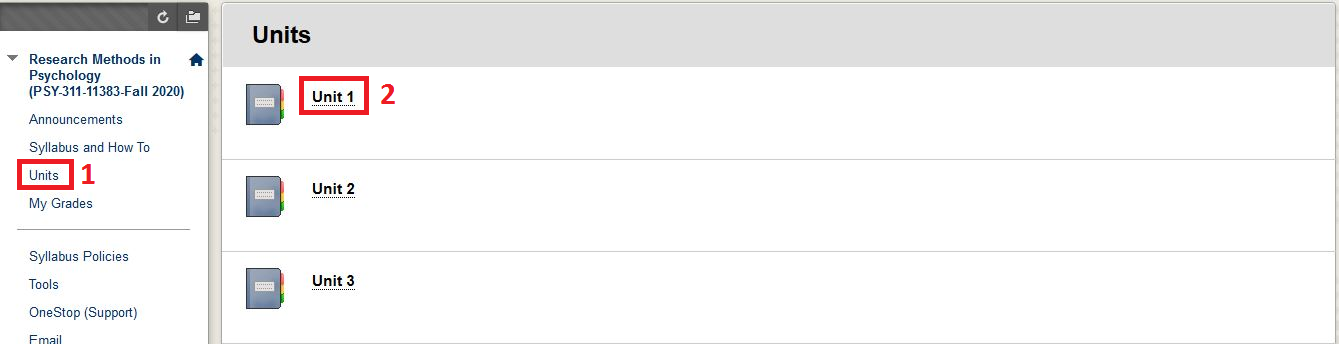 Research Methods in
Psychology
(PSY-311-11383-Fall 2020)
Announcements
Syllabus and How To
Units 1
My Grades
Syllabus Policies
Tools
OneStop (Support)
Email
Units
Unit 1 2
Unit 2
Unit 3